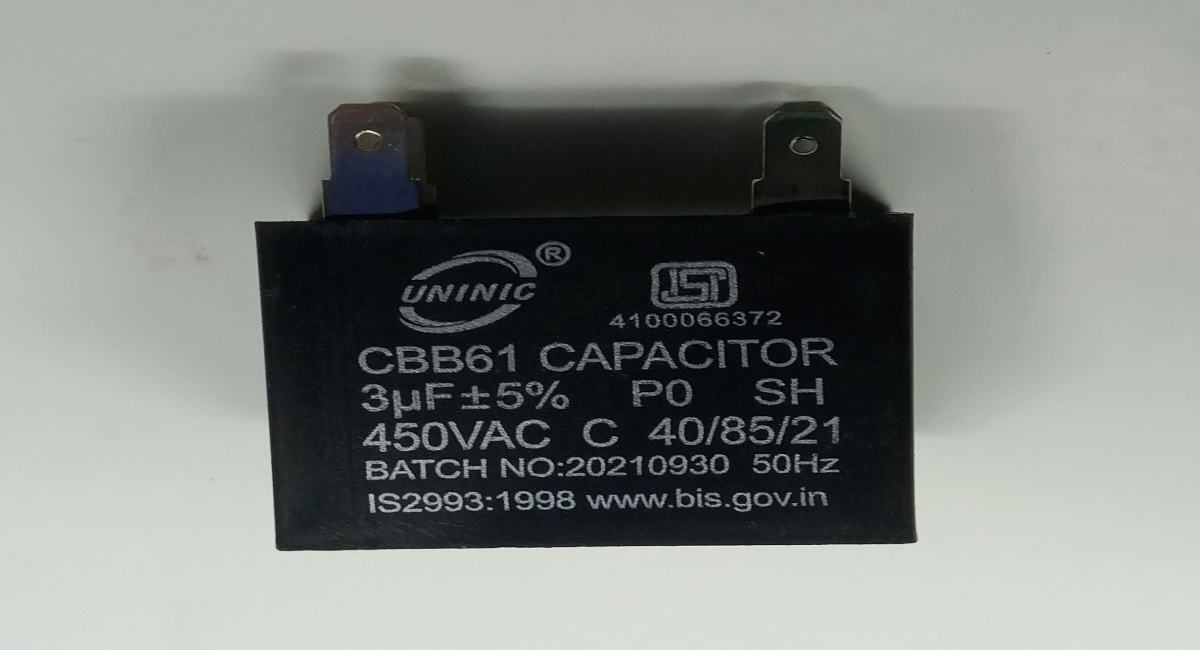 UNINIC ®
ISI
4100066372
CBB61 CAPACITOR
3µF±5% P0 SH
450VAC C 40/85/21
BATCH NO:20210930 50Hz
IS2993:1998 www.bis.gov.in